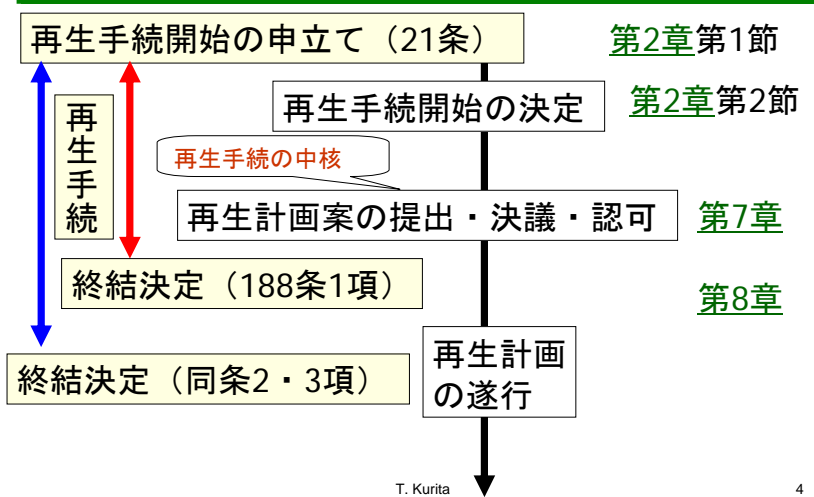 再生手続開始の申立て（21条）
第2章第1節
再生手続開始の決定
第2章第2節
再生手続
再生手続の中核
再生計画案の提出・決議・認可
第7章
終結決定（188条1項）
第8章
再生計画
の遂行
終結決定（同条2・3項）
T. Kurita
4